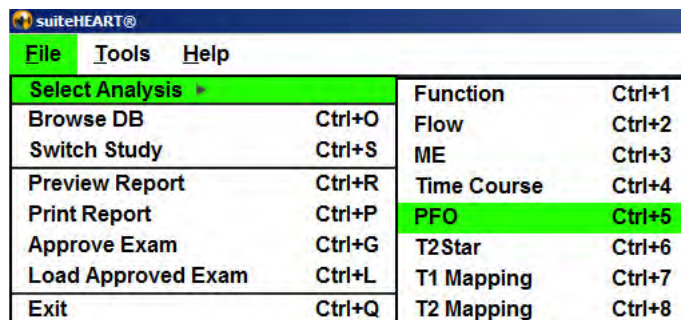 suiteHEART®
File Tools Help
Select Analysis
Browse DB Ctrl+O
Switch Study Ctrl+S
Preview Report Ctrl+R
Print Report Ctrl+P
Approve Exam Ctrl+G
Load Approved Exam Ctrl+L
Exit Ctrl+Q
Function Ctrl+1
Flow Ctrl+2
ME Ctrl+3
Time Course Ctrl+4
PFO Ctrl+5
T2Star Ctrl+6
T1 Mapping Ctrl+7
T2 Mapping Ctrl+8